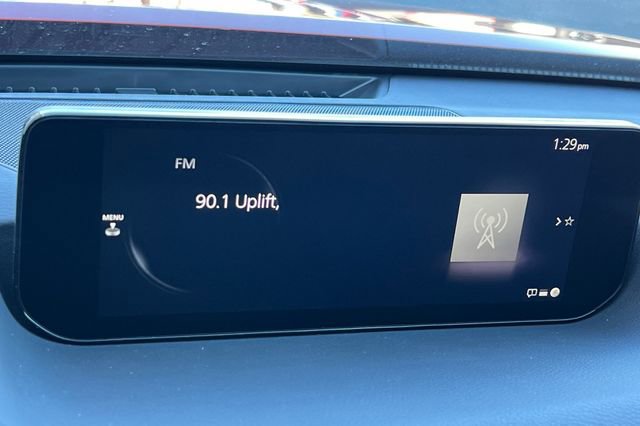 1:29pm
FM
90.1 Uplift,
MENU